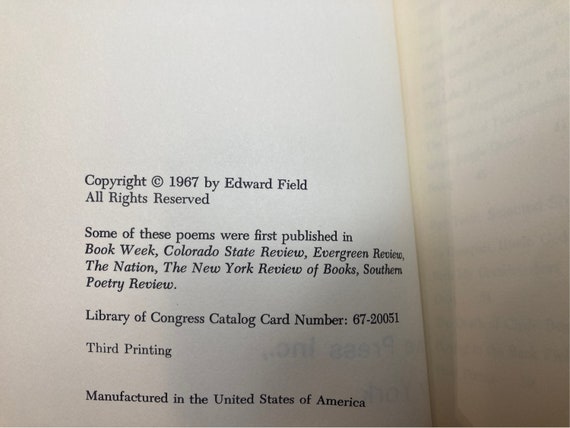 Copyright © 1967 by Edward Field
All Rights Reserved
Some of these poems were first published in
Book Week, Colorado State Review, Evergreen Review,
The Nation, The New York Review of Books, Southern
Poetry Review.
Library of Congress Catalog Card Number: 67-20051
Third Printing
Manufactured in the United States of America